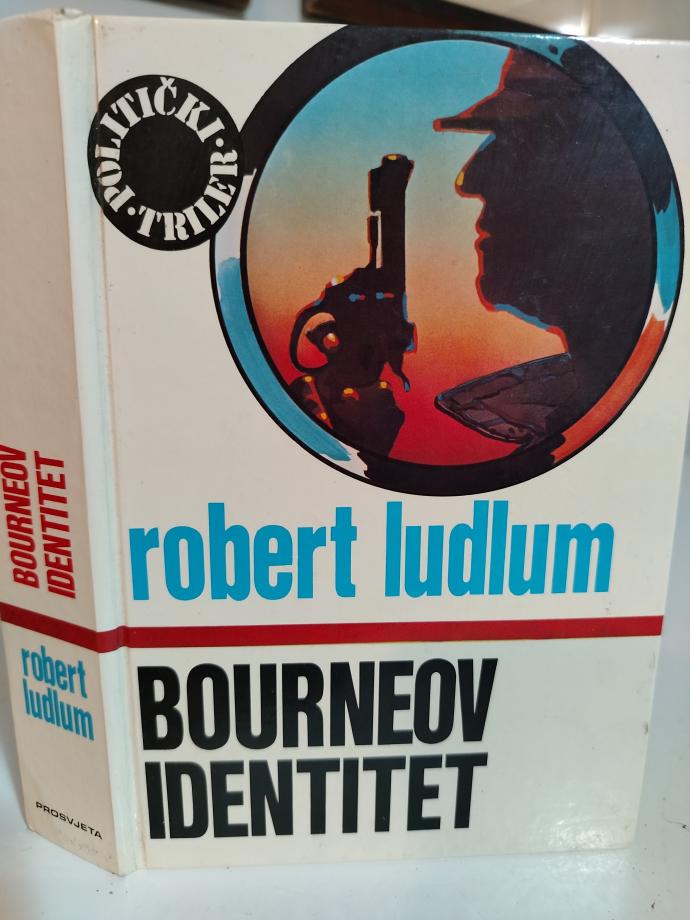 POLITIČKI · TRILER ·
robert ludlum
BOURNEOV
IDENTITET
BOURNEOV
IDENTITET
robert
ludlum
PROSVJETA